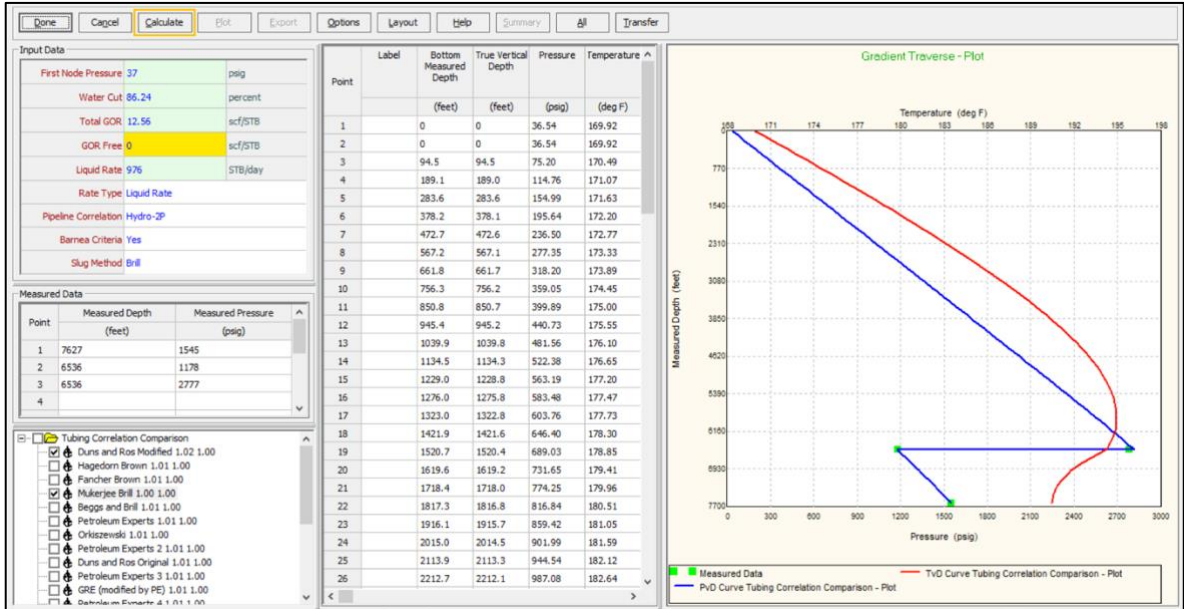 Done Cancel Calculate Plot Export Options Layout Help Summary All Transfer
Input Data
First Node Pressure 37 psig
Water Cut 86.24 percent
Total GOR 12.56 scf/STB
GOR Free 0 scf/STB
Liquid Rate 976 STB/day
Rate Type Liquid Rate
Pipeline Correlation Hydro-2P
Barnea Criteria Yes
Slug Method Brill
Measured Data
Point Measured Depth Measured Pressure
(feet) (psig)
1 7627 1545
2 6536 1178
3 6536 2777
4
Tubing Correlation Comparison
Duns and Ros Modified 1.02 1.00
Hagedorn Brown 1.01 1.00
Fancher Brown 1.01 1.00
Mukerjee Brill 1.00 1.00
Beggs and Brill 1.01 1.00
Petroleum Experts 1.01 1.00
Orkiszewski 1.01 1.00
Petroleum Experts 2 1.01 1.00
Duns and Ros Original 1.01 1.00
Petroleum Experts 3 1.01 1.00
GRE (modified by PE) 1.01 1.00
Petroleum Experts 4 1.01 1.00
Point Label Bottom Measured Depth True Vertical Depth Pressure Temperature
(feet) (feet) (psig) (deg F)
1 0 0 36.54 169.92
2 0 0 36.54 169.92
3 94.5 94.5 75.20 170.49
4 189.1 189.0 114.76 171.07
5 283.6 283.6 154.99 171.63
6 378.2 378.1 195.64 172.20
7 472.7 472.6 236.50 172.77
8 567.2 567.1 277.35 173.33
9 661.8 661.7 318.20 173.89
10 756.3 756.2 359.05 174.45
11 850.8 850.7 399.89 175.00
12 945.4 945.2 440.73 175.55
13 1039.9 1039.8 481.56 176.10
14 1134.5 1134.3 522.38 176.65
15 1229.0 1228.8 563.19 177.20
16 1276.0 1275.8 583.48 177.47
17 1323.0 1322.8 603.76 177.73
18 1421.9 1421.6 646.40 178.30
19 1520.7 1520.4 689.03 178.85
20 1619.6 1619.2 731.65 179.41
21 1718.4 1718.0 774.25 179.96
22 1817.3 1816.8 816.84 180.51
23 1916.1 1915.7 859.42 181.05
24 2015.0 2014.5 901.99 181.59
25 2113.9 2113.3 944.54 182.12
26 2212.7 2212.1 987.08 182.64
Gradient Traverse - Plot
Temperature (deg F)
168 171 174 177 180 183 186 189 192 195 198
0
770
1540
2310
3080
3850
4620
5390
6160
6930
7700
Measured Depth (feet)
0 300 600 900 1200 1500 1800 2100 2400 2700 3000
Pressure (psig)
Measured Data
TvD Curve Tubing Correlation Comparison - Plot
PvD Curve Tubing Correlation Comparison - Plot